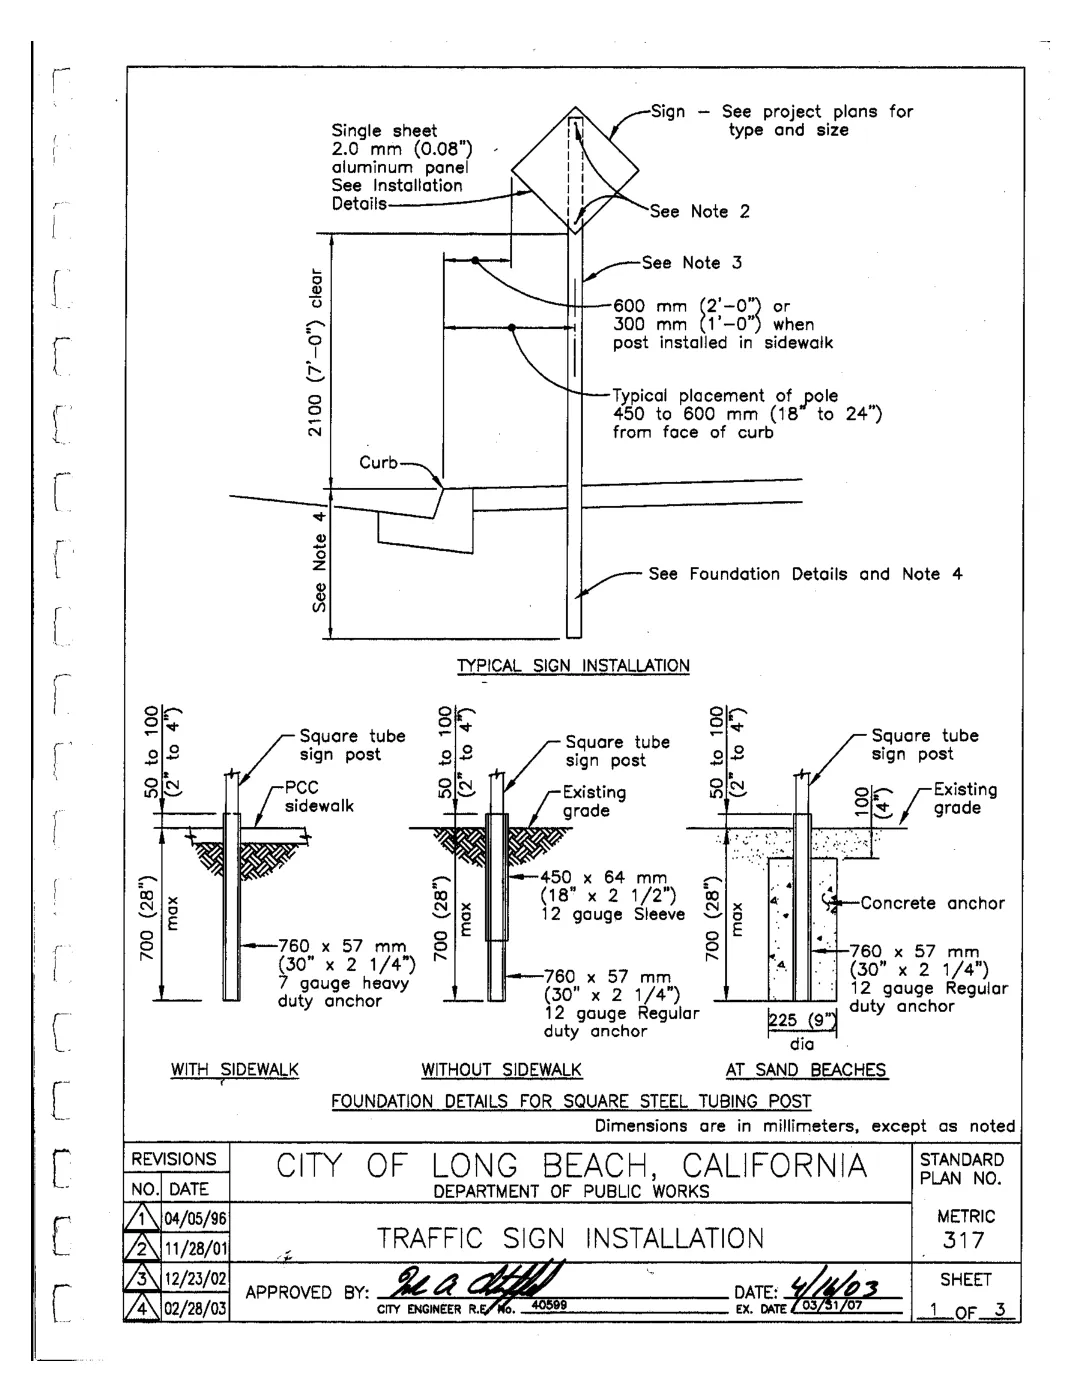 Sign – See project plans for
type and size
Single sheet
2.0 mm (0.08")
aluminum panel
See Installation
Details
See Note 2
See Note 3
2100 (7'–0") clear
600 mm (2'–0") or
300 mm (1'–0") when
post installed in sidewalk
Typical placement of pole
450 to 600 mm (18" to 24")
from face of curb
Curb
See Note 4
See Foundation Details and Note 4
TYPICAL SIGN INSTALLATION
50 to 100
(2" to 4")
Square tube
sign post
PCC
sidewalk
700 (28")
max
760 x 57 mm
(30" x 2 1/4")
7 gauge heavy
duty anchor
WITH SIDEWALK
50 to 100
(2" to 4")
Square tube
sign post
Existing
grade
450 x 64 mm
(18" x 2 1/2")
12 gauge Sleeve
700 (28")
max
760 x 57 mm
(30" x 2 1/4")
12 gauge Regular
duty anchor
WITHOUT SIDEWALK
50 to 100
(2" to 4")
Square tube
sign post
100
(4")
Existing
grade
Concrete anchor
700 (28")
max
760 x 57 mm
(30" x 2 1/4")
12 gauge Regular
duty anchor
225 (9")
dia
AT SAND BEACHES
FOUNDATION DETAILS FOR SQUARE STEEL TUBING POST
Dimensions are in millimeters, except as noted
REVISIONS
NO. DATE
1 04/05/96
2 11/28/01
3 12/23/02
4 02/28/03
CITY OF LONG BEACH, CALIFORNIA
DEPARTMENT OF PUBLIC WORKS
TRAFFIC SIGN INSTALLATION
APPROVED BY:
CITY ENGINEER R.E. No. 40599
DATE: 4/16/03
EX. DATE 03/31/07
STANDARD
PLAN NO.
METRIC
317
SHEET
1 OF 3